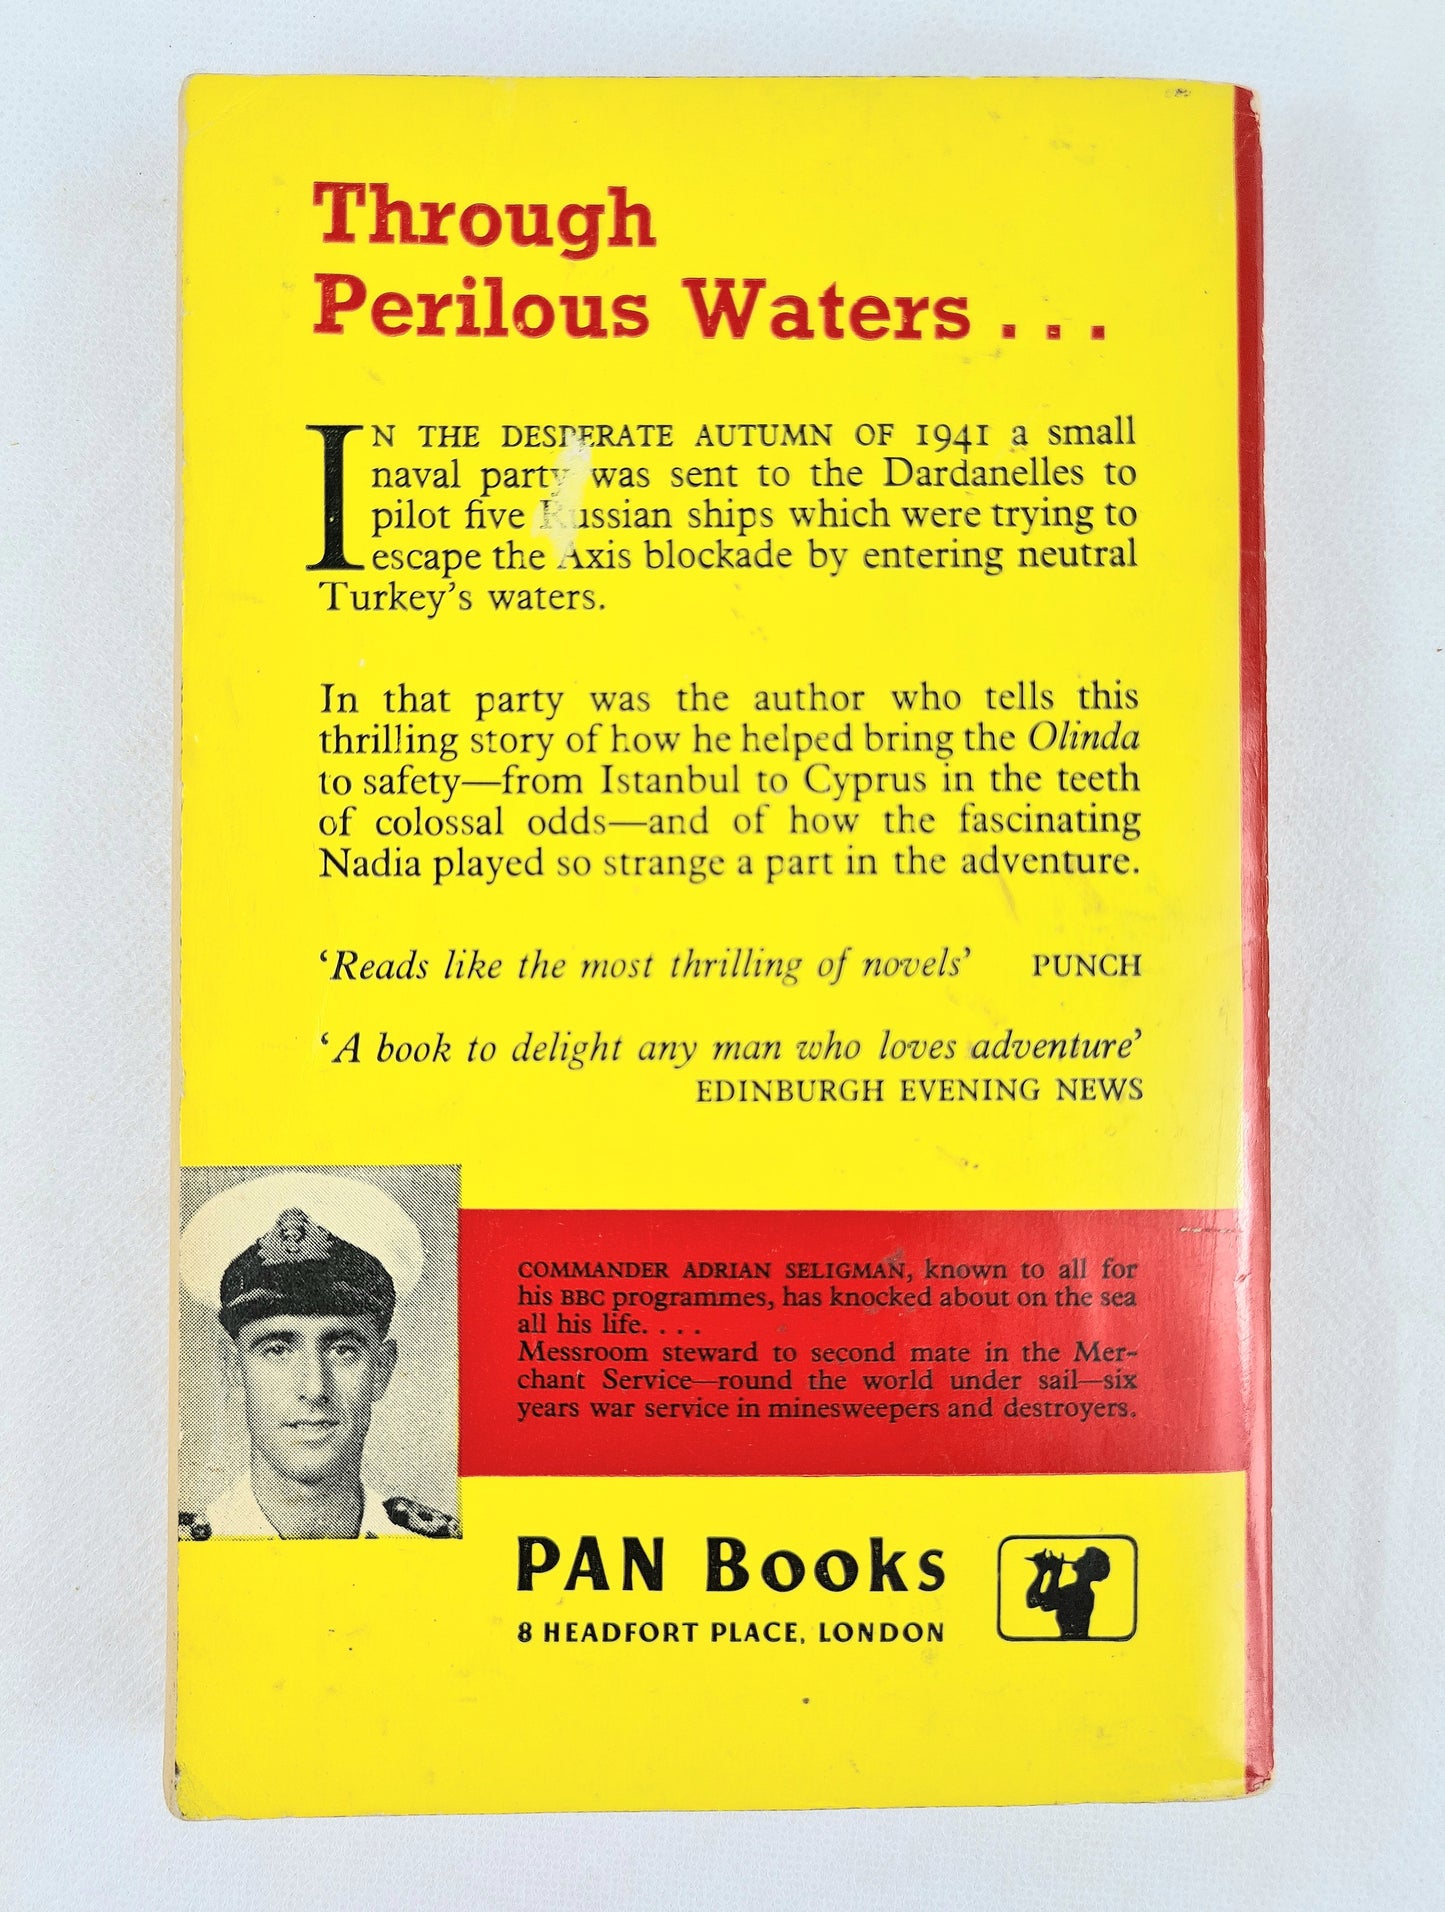 Through
Perilous Waters . . .
IN THE DESPERATE AUTUMN OF 1941 a small
naval party was sent to the Dardanelles to
pilot five Russian ships which were trying to
escape the Axis blockade by entering neutral
Turkey's waters.
In that party was the author who tells this
thrilling story of how he helped bring the Olinda
to safety—from Istanbul to Cyprus in the teeth
of colossal odds—and of how the fascinating
Nadia played so strange a part in the adventure.
'Reads like the most thrilling of novels' PUNCH
'A book to delight any man who loves adventure'
EDINBURGH EVENING NEWS
COMMANDER ADRIAN SELIGMAN, known to all for
his BBC programmes, has knocked about on the sea
all his life. . . .
Messroom steward to second mate in the Mer-
chant Service—round the world under sail—six
years war service in minesweepers and destroyers.
PAN Books
8 HEADFORT PLACE, LONDON